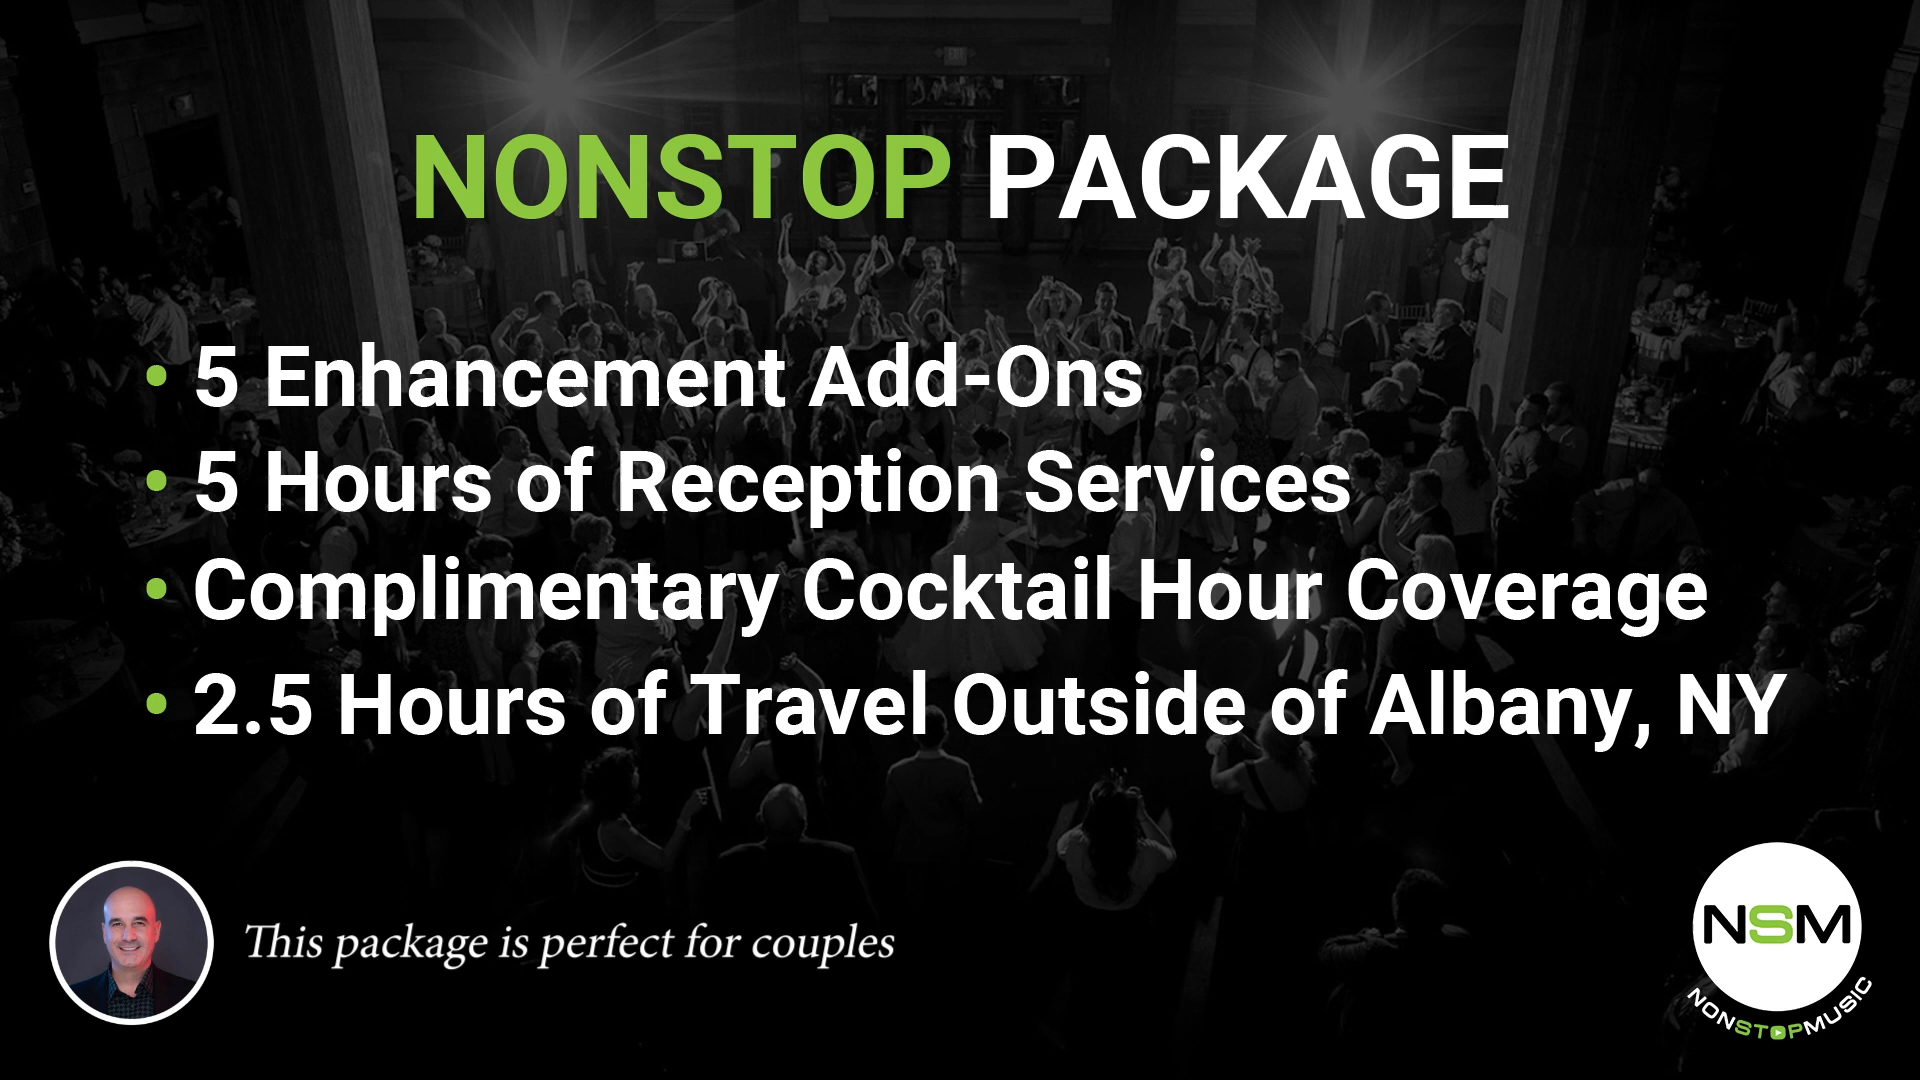 NONSTOP PACKAGE
• 5 Enhancement Add-Ons
• 5 Hours of Reception Services
• Complimentary Cocktail Hour Coverage
• 2.5 Hours of Travel Outside of Albany, NY
This package is perfect for couples
NSM
NONSTOPMUSIC
EXIT